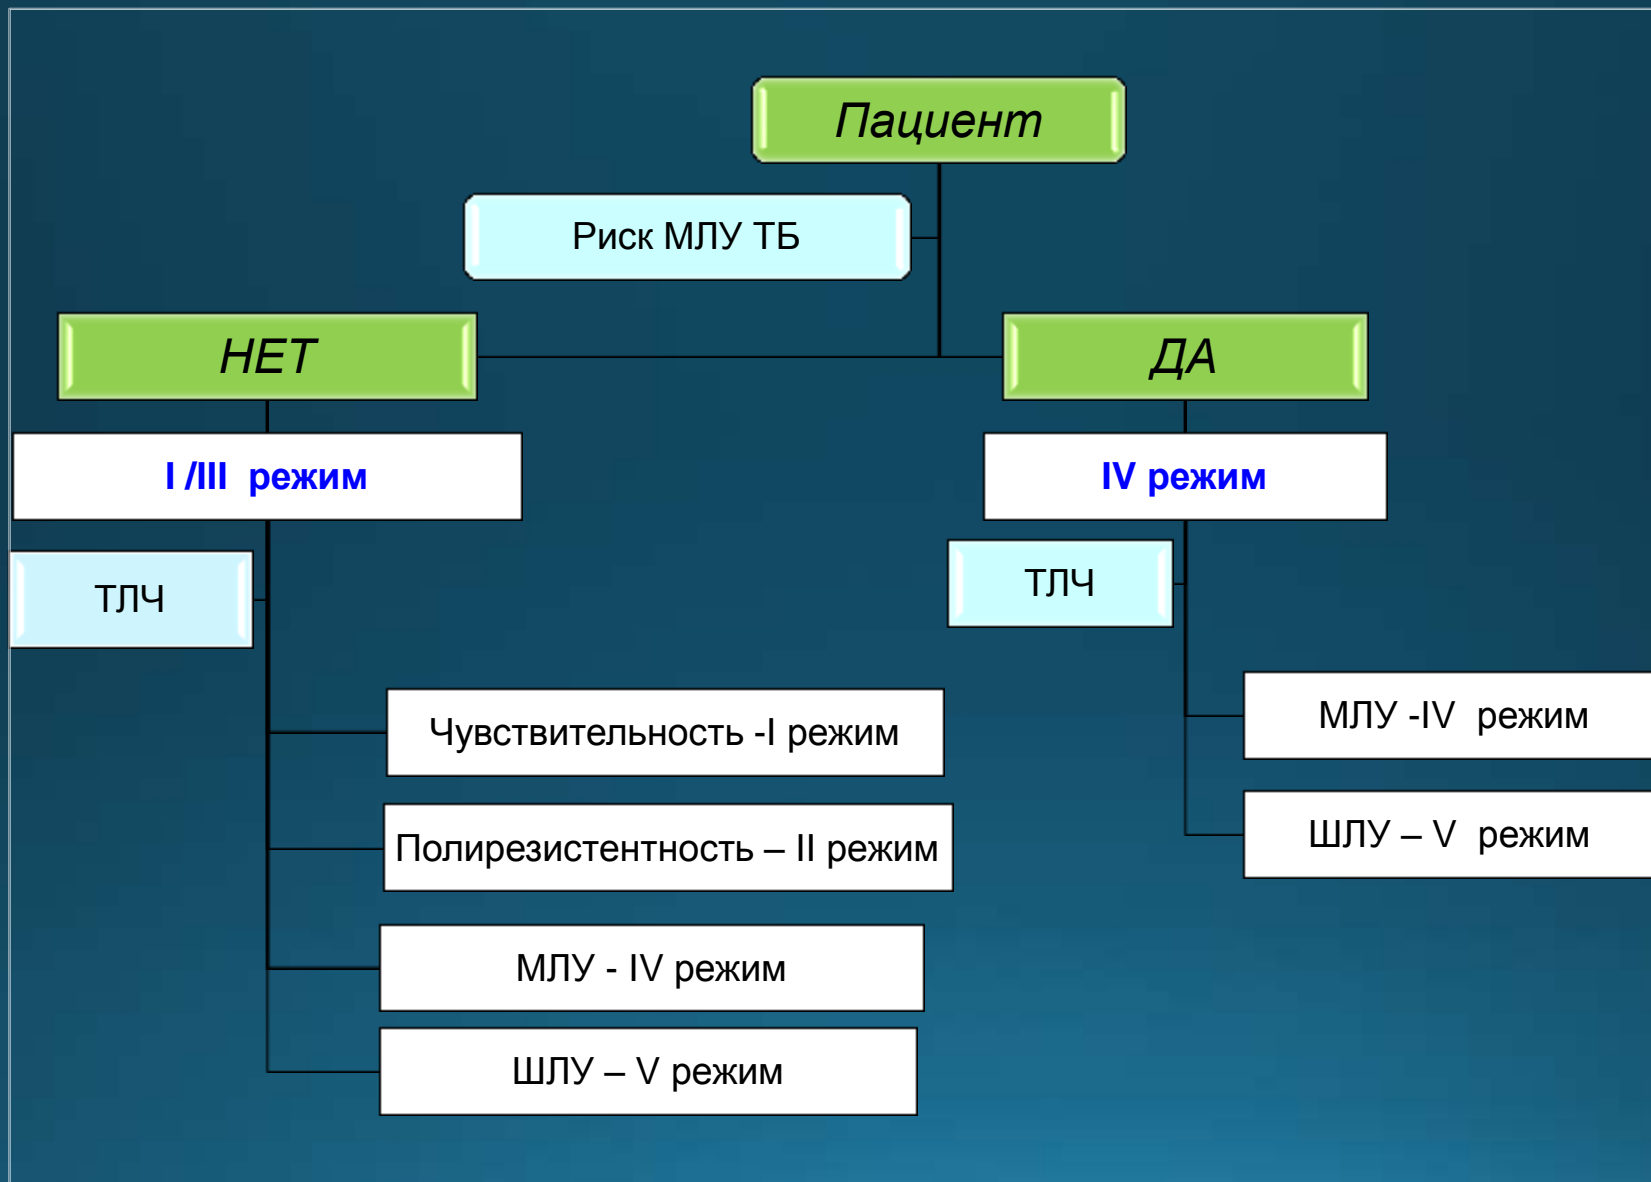 Пациент
Риск МЛУ ТБ
НЕТ
ДА
I /III режим
IV режим
ТЛЧ
ТЛЧ
Чувствительность -I режим
Полирезистентность – II режим
МЛУ - IV режим
ШЛУ – V режим
МЛУ -IV режим
ШЛУ – V режим